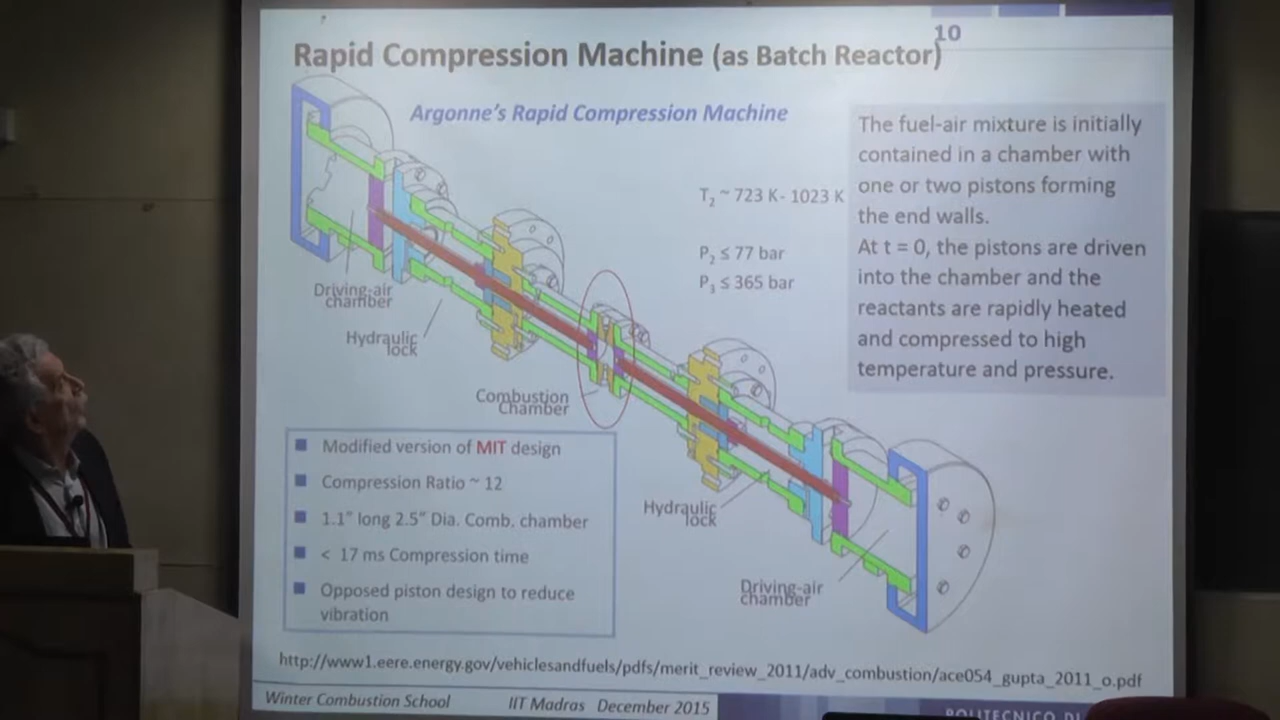 10
Rapid Compression Machine (as Batch Reactor)
Argonne's Rapid Compression Machine
The fuel-air mixture is initially
contained in a chamber with
one or two pistons forming
the end walls.
At t = 0, the pistons are driven
into the chamber and the
reactants are rapidly heated
and compressed to high
temperature and pressure.
T2 ~ 723 K- 1023 K
P2 ≤ 77 bar
P3 ≤ 365 bar
Driving-air
chamber
Hydraulic
lock
Combustion
Chamber
Hydraulic
lock
Driving-air
chamber
Modified version of MIT design
Compression Ratio ~ 12
1.1" long 2.5" Dia. Comb. chamber
< 17 ms Compression time
Opposed piston design to reduce
vibration
http://www1.eere.energy.gov/vehiclesandfuels/pdfs/merit_review_2011/adv_combustion/ace054_gupta_2011_o.pdf
Winter Combustion School IIT Madras December 2015
POLITECNICO